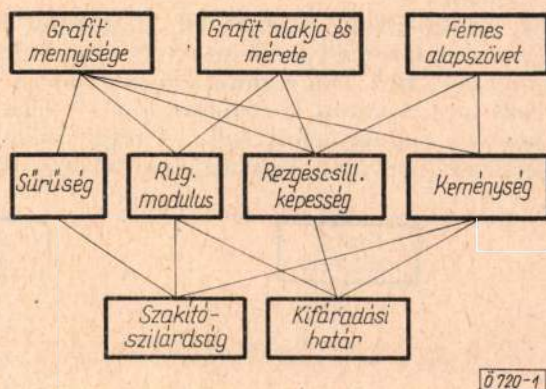 Grafit
mennyisége
Grafit alakja és
mérete
Fémes
alapszövet
Sűrűség
Rug.
modulus
Rezgéscsill.
képesség
Keménység
Szakító-
szilárdság
Kifáradási
határ
Ö 720-1